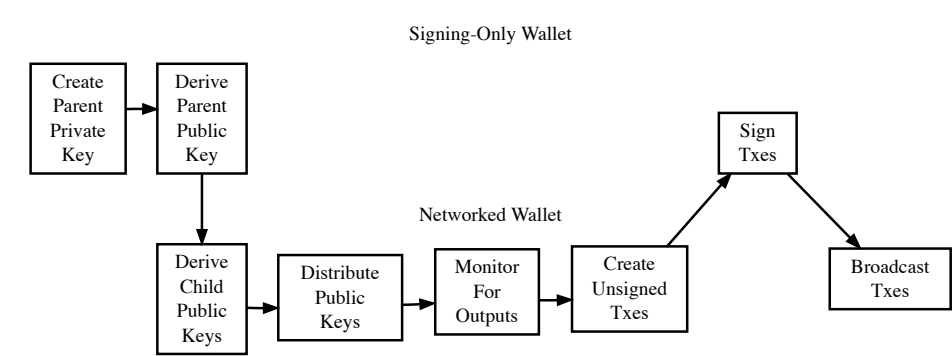 Signing-Only Wallet
Create
Parent
Private
Key
Derive
Parent
Public
Key
Sign
Txes
Networked Wallet
Derive
Child
Public
Keys
Distribute
Public
Keys
Monitor
For
Outputs
Create
Unsigned
Txes
Broadcast
Txes